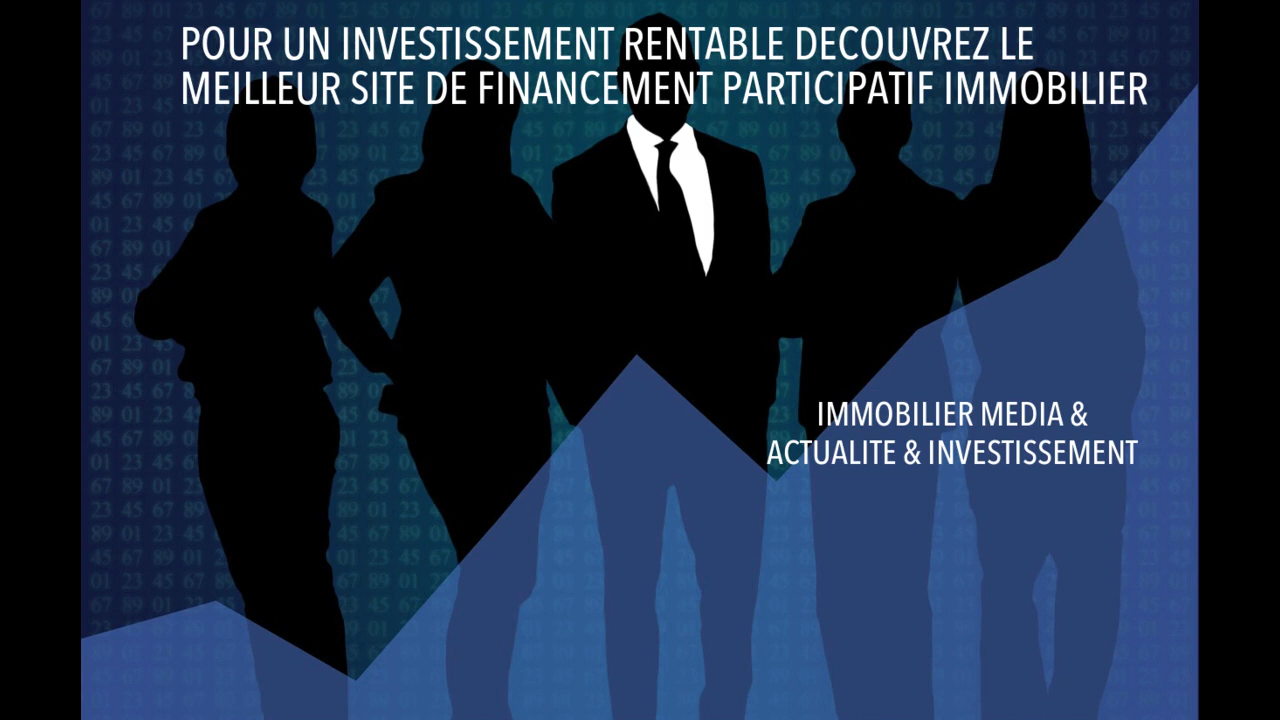 POUR UN INVESTISSEMENT RENTABLE DECOUVREZ LE
MEILLEUR SITE DE FINANCEMENT PARTICIPATIF IMMOBILIER
IMMOBILIER MEDIA &
ACTUALITE & INVESTISSEMENT